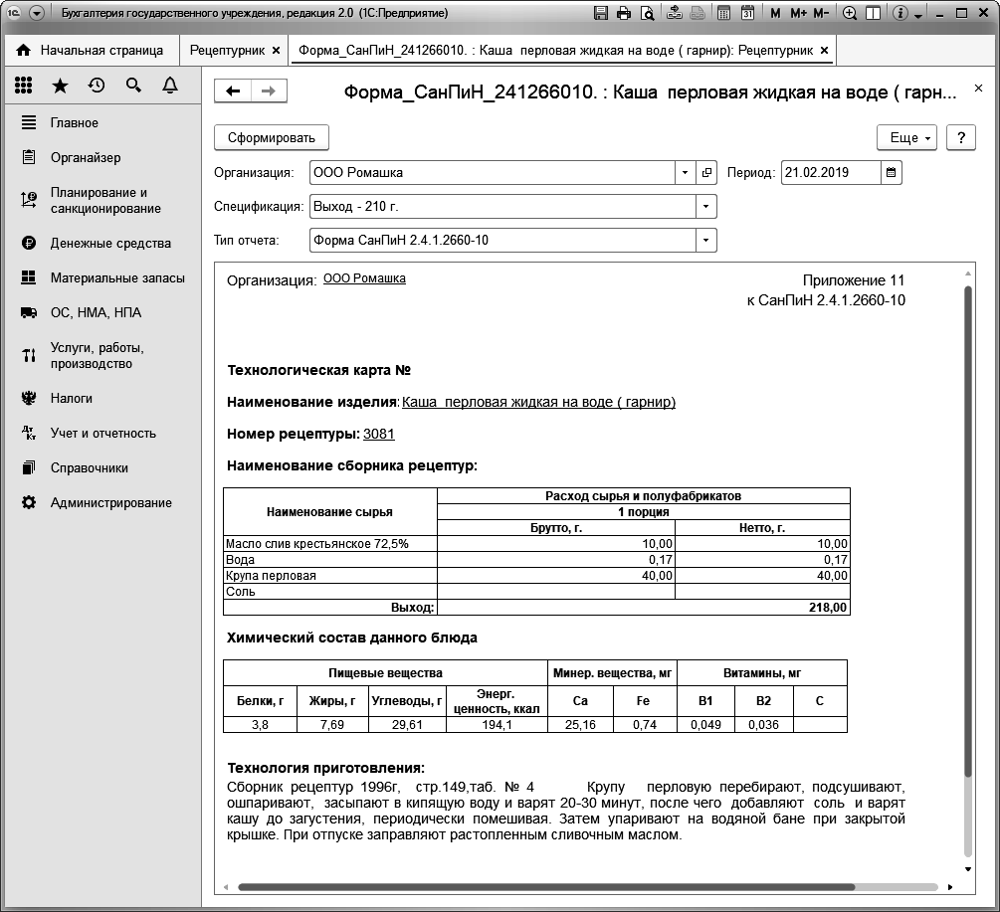 Бухгалтерия государственного учреждения, редакция 2.0 (1С:Предприятие)
M M+ M-
Начальная страница
Рецептурник ×
Форма_СанПиН_241266010. : Каша перловая жидкая на воде ( гарнир): Рецептурник ×
Форма_СанПиН_241266010. : Каша перловая жидкая на воде ( гарн...
Главное
Органайзер
Планирование и
санкционирование
Денежные средства
Материальные запасы
ОС, НМА, НПА
Услуги, работы,
производство
Налоги
Учет и отчетность
Справочники
Администрирование
Сформировать
Еще
?
Организация: ООО Ромашка Период: 21.02.2019
Спецификация: Выход - 210 г.
Тип отчета: Форма СанПиН 2.4.1.2660-10
Организация: ООО Ромашка
Приложение 11
к СанПиН 2.4.1.2660-10
Технологическая карта №
Наименование изделия: Каша перловая жидкая на воде ( гарнир)
Номер рецептуры: 3081
Наименование сборника рецептур:
Наименование сырья
Расход сырья и полуфабрикатов
1 порция
Брутто, г. Нетто, г.
Масло слив крестьянское 72,5% 10,00 10,00
Вода 0,17 0,17
Крупа перловая 40,00 40,00
Соль
Выход: 218,00
Химический состав данного блюда
Пищевые вещества Минер. вещества, мг Витамины, мг
Белки, г Жиры, г Углеводы, г Энерг. ценность, ккал Ca Fe B1 B2 C
3,8 7,69 29,61 194,1 25,16 0,74 0,049 0,036
Технология приготовления:
Сборник рецептур 1996г, стр.149,таб. № 4 Крупу перловую перебирают, подсушивают,
ошпаривают, засыпают в кипящую воду и варят 20-30 минут, после чего добавляют соль и варят
кашу до загустения, периодически помешивая. Затем упаривают на водяной бане при закрытой
крышке. При отпуске заправляют растопленным сливочным маслом.